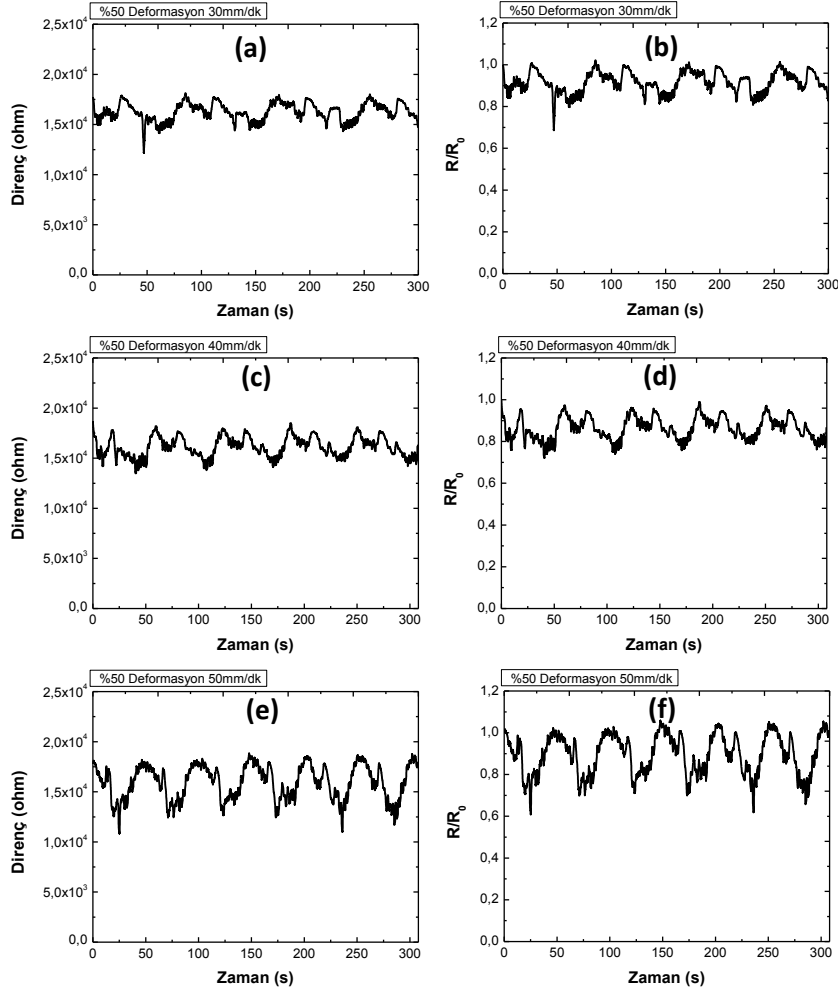 %50 Deformasyon 30mm/dk
(a)
2,5x10⁴
2,0x10⁴
1,5x10⁴
1,0x10⁴
5,0x10³
0,0
Direnç (ohm)
0 50 100 150 200 250 300
Zaman (s)
%50 Deformasyon 30mm/dk
(b)
1,2
1,0
0,8
0,6
0,4
0,2
0,0
R/R₀
0 50 100 150 200 250 300
Zaman (s)
%50 Deformasyon 40mm/dk
(c)
2,5x10⁴
2,0x10⁴
1,5x10⁴
1,0x10⁴
5,0x10³
0,0
Direnç (ohm)
0 50 100 150 200 250 300
Zaman (s)
%50 Deformasyon 40mm/dk
(d)
1,2
1,0
0,8
0,6
0,4
0,2
0,0
R/R₀
0 50 100 150 200 250 300
Zaman (s)
%50 Deformasyon 50mm/dk
(e)
2,5x10⁴
2,0x10⁴
1,5x10⁴
1,0x10⁴
5,0x10³
0,0
Direnç (ohm)
0 50 100 150 200 250 300
Zaman (s)
%50 Deformasyon 50mm/dk
(f)
1,2
1,0
0,8
0,6
0,4
0,2
0,0
R/R₀
0 50 100 150 200 250 300
Zaman (s)